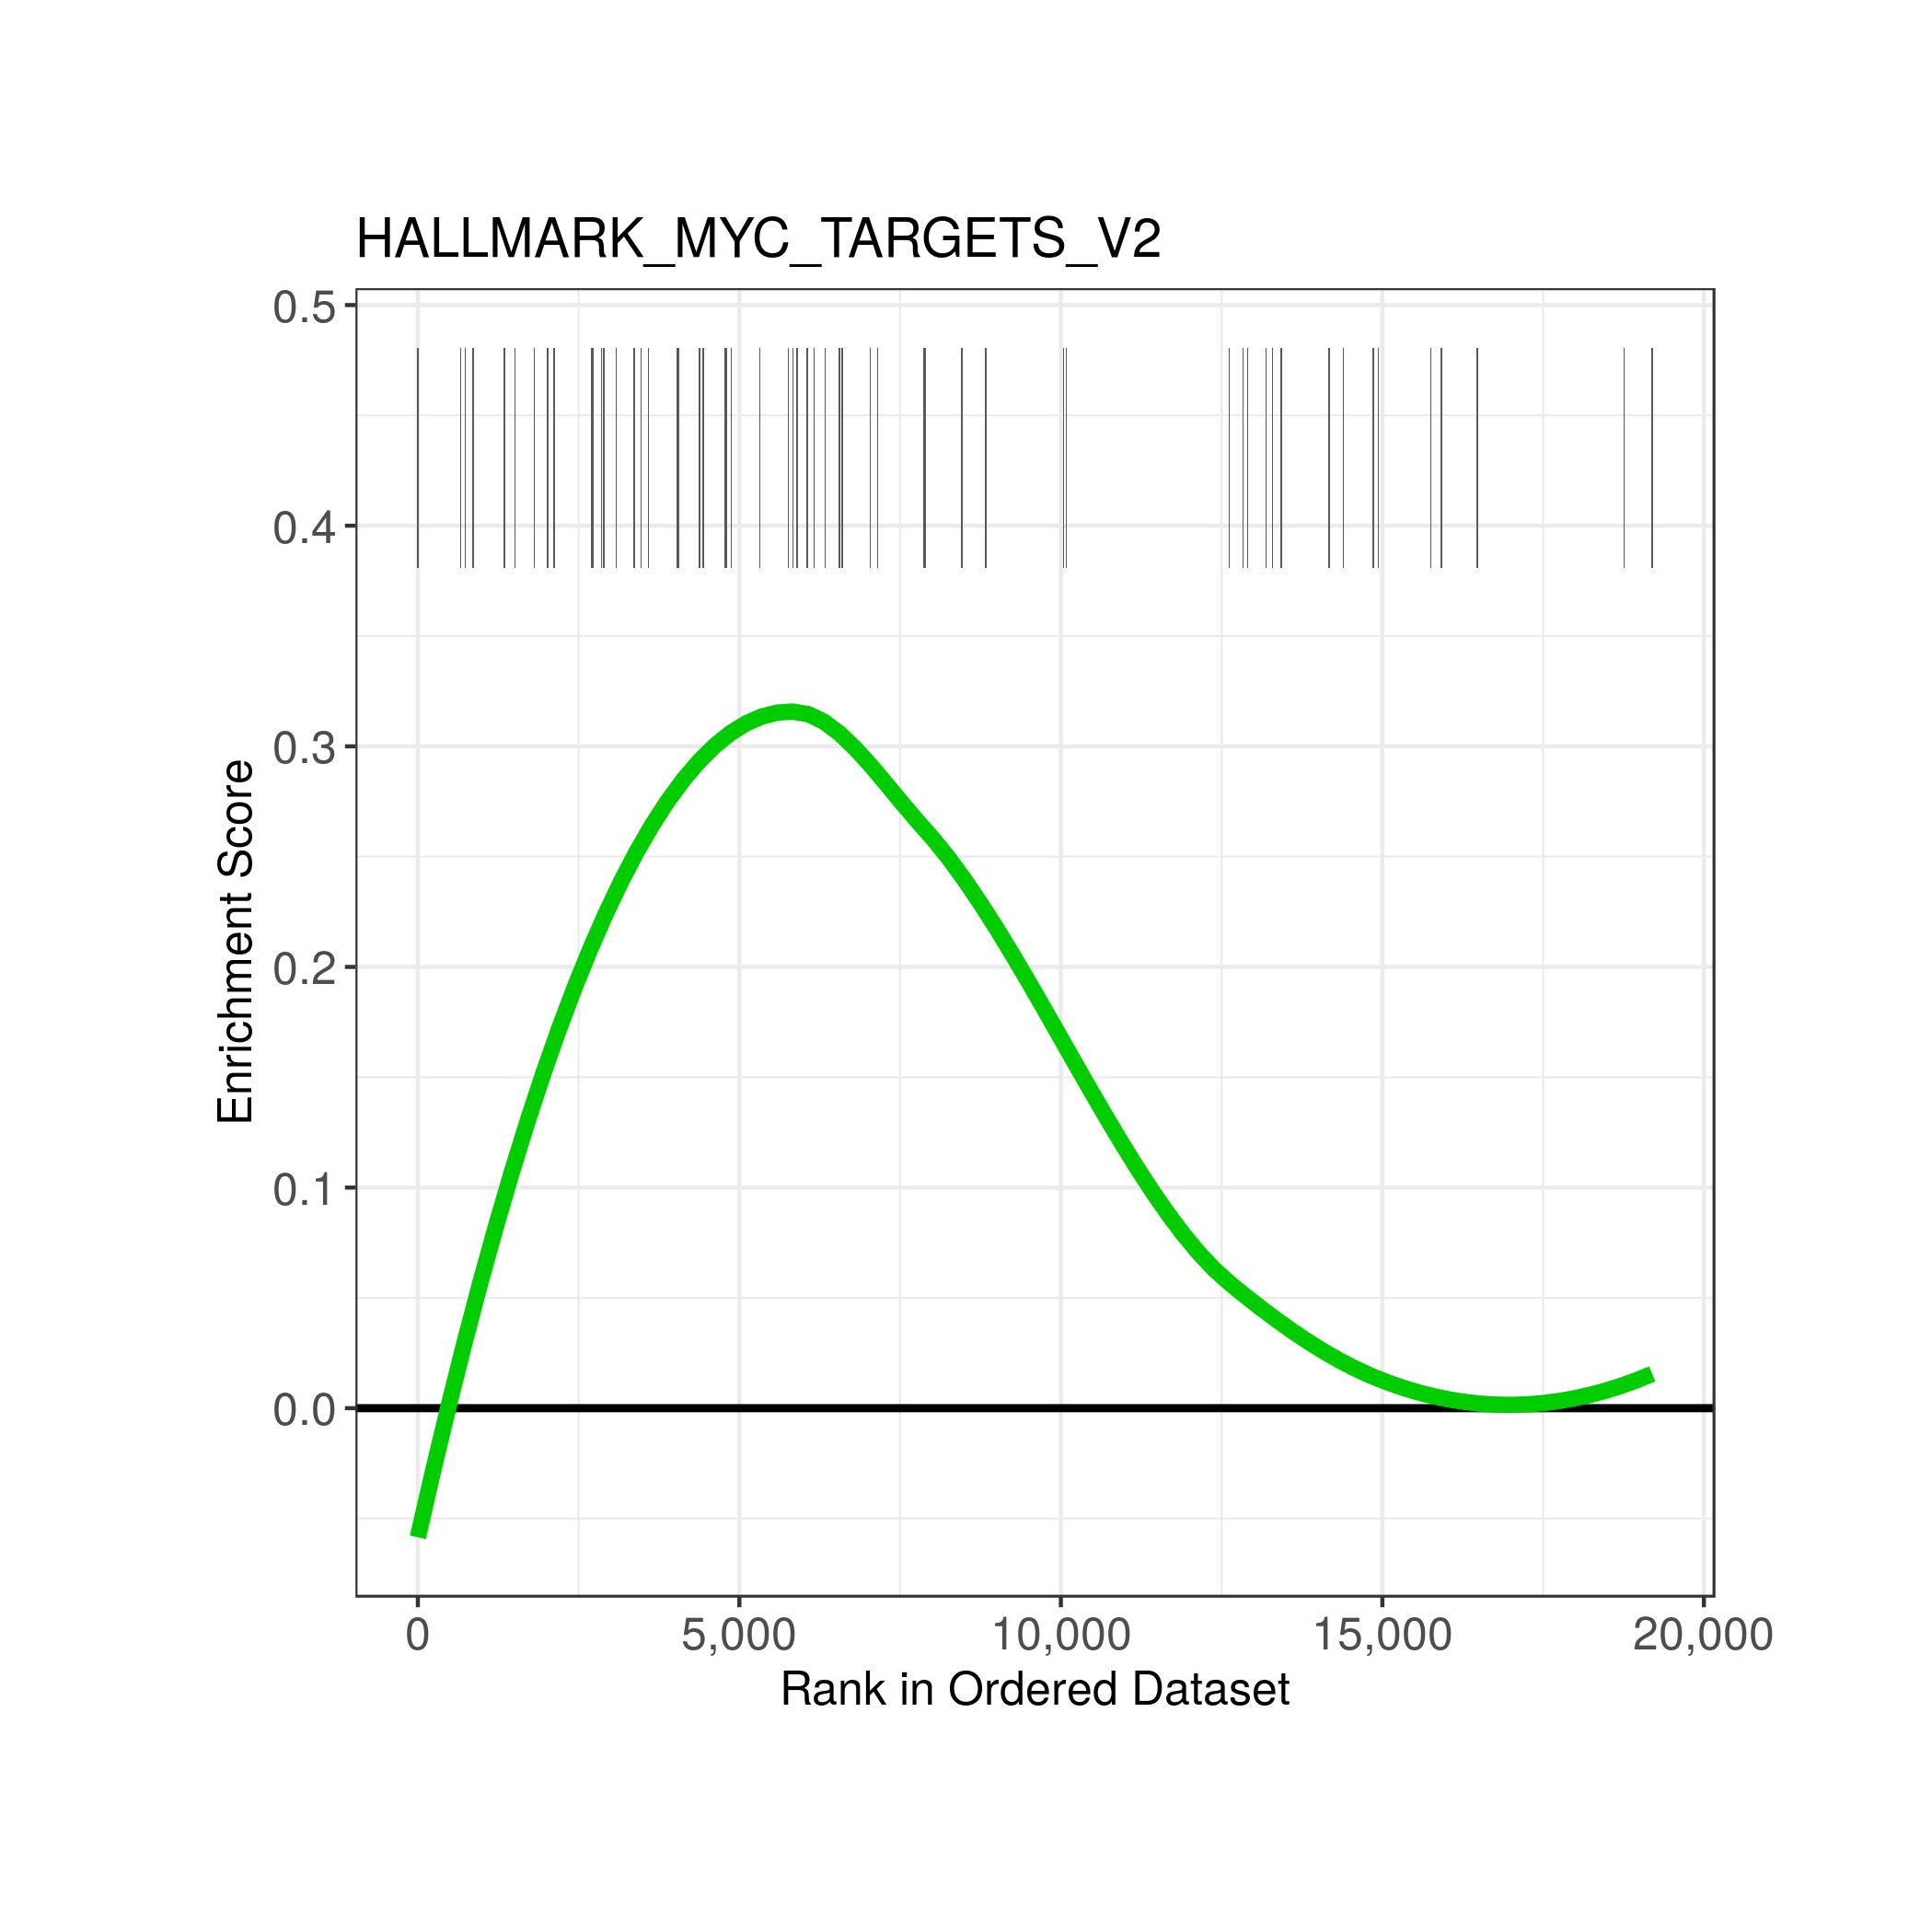 HALLMARK_MYC_TARGETS_V2
0.5
0.4
0.3
0.2
0.1
0.0
Enrichment Score
0 5,000 10,000 15,000 20,000
Rank in Ordered Dataset